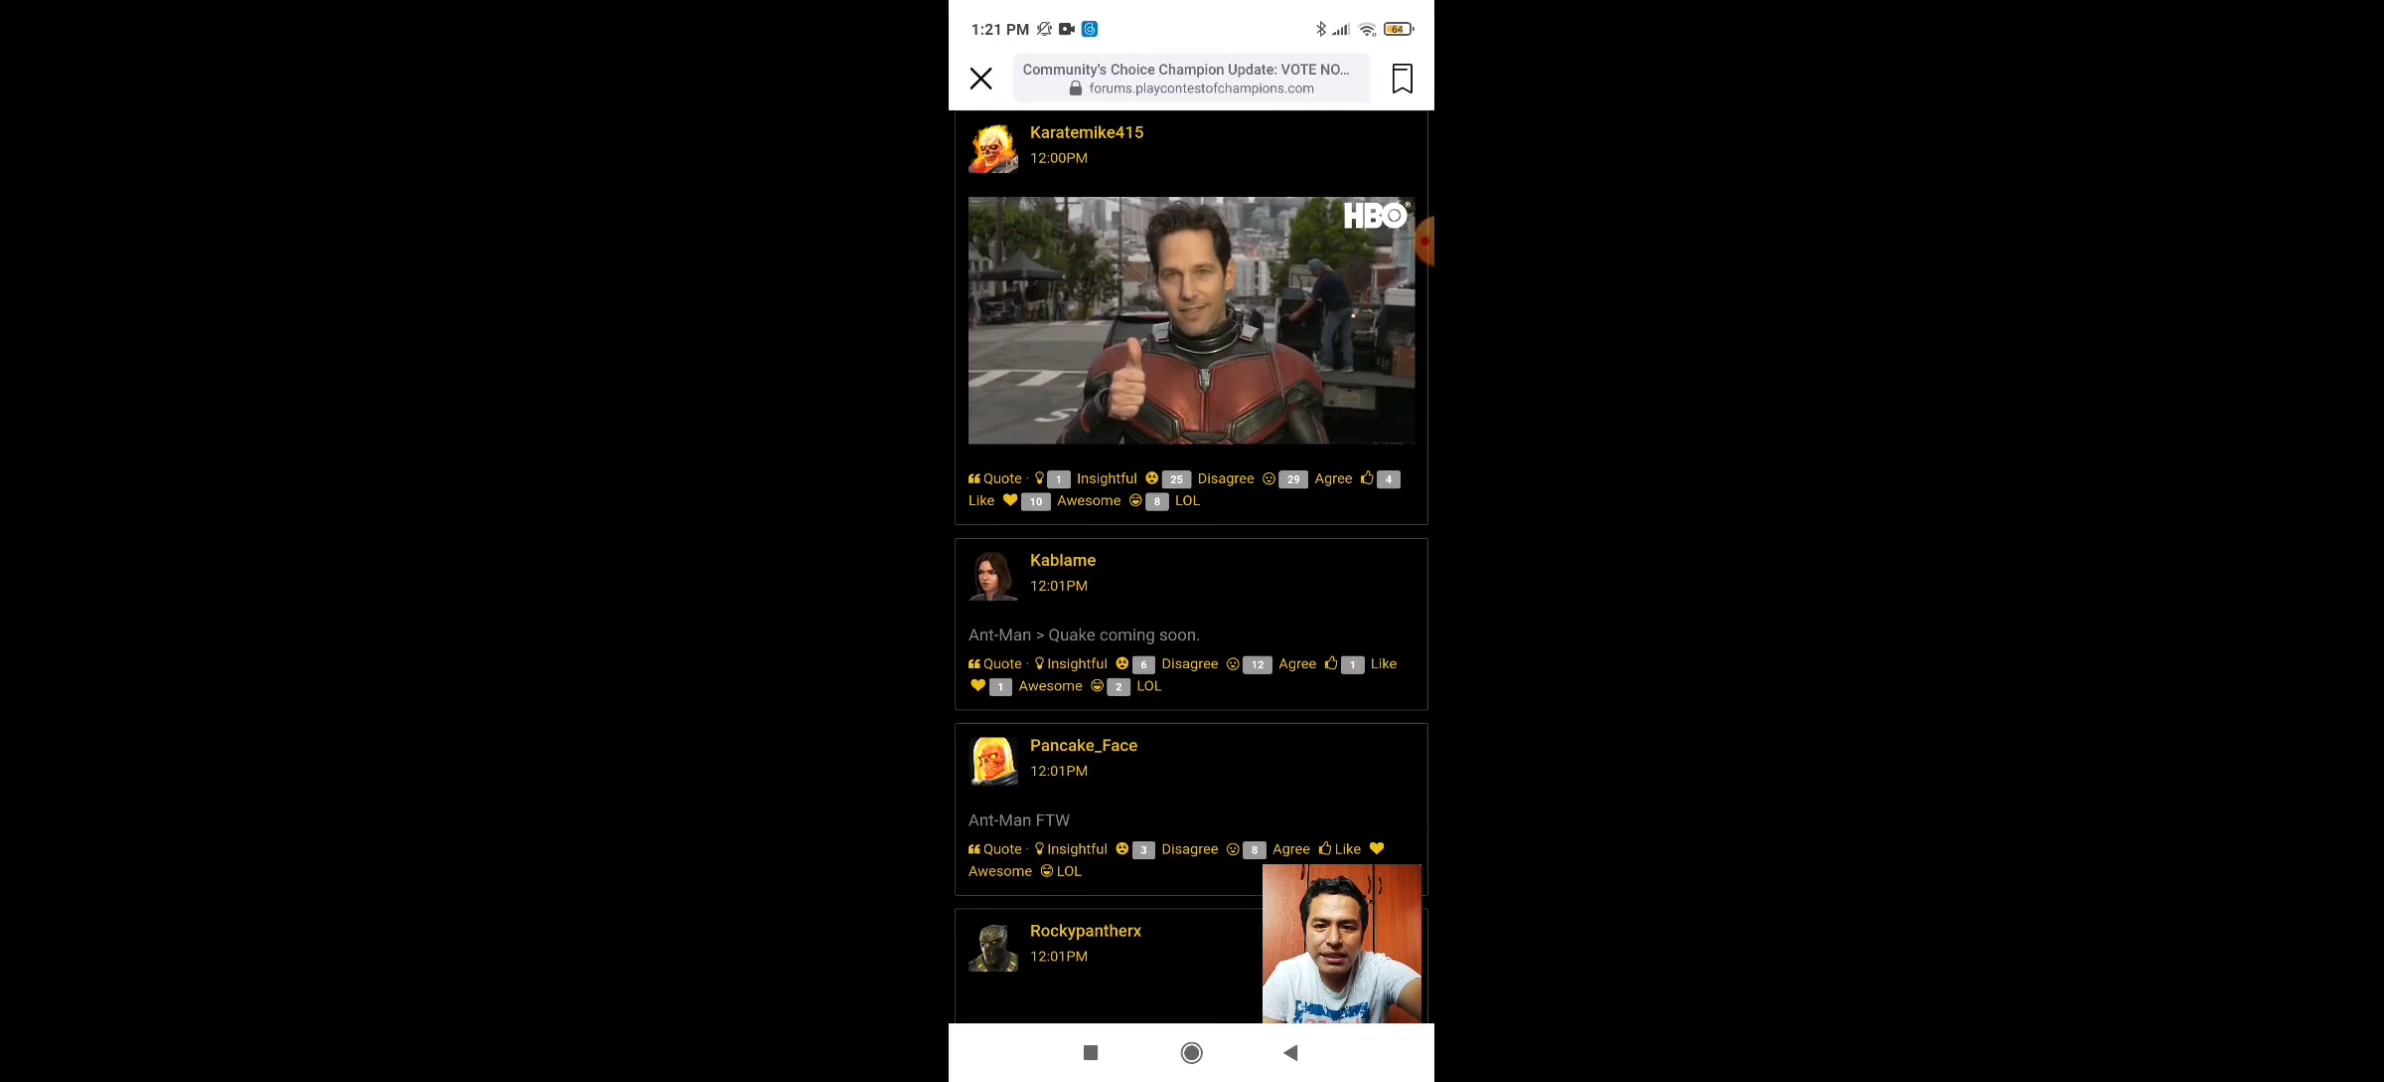 1:21 PM
64
Community's Choice Champion Update: VOTE NO...
forums.playcontestofchampions.com
Karatemike415
12:00PM
HBO
Quote · 1 Insightful 25 Disagree 29 Agree 4
Like 10 Awesome 8 LOL
Kablame
12:01PM
Ant-Man > Quake coming soon.
Quote · Insightful 6 Disagree 12 Agree 1 Like
1 Awesome 2 LOL
Pancake_Face
12:01PM
Ant-Man FTW
Quote · Insightful 3 Disagree 8 Agree Like
Awesome LOL
Rockypantherx
12:01PM